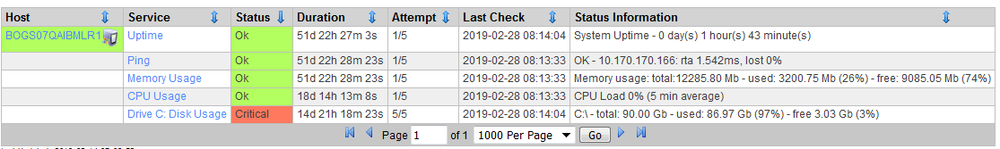 Host Service Status Duration Attempt Last Check Status Information
BOGS07QAIBMLR1 Uptime Ok 51d 22h 27m 3s 1/5 2019-02-28 08:14:04 System Uptime - 0 day(s) 1 hour(s) 43 minute(s)
Ping Ok 51d 22h 28m 23s 1/5 2019-02-28 08:13:33 OK - 10.170.170.166: rta 1.542ms, lost 0%
Memory Usage Ok 51d 22h 28m 23s 1/5 2019-02-28 08:13:33 Memory usage: total:12285.80 Mb - used: 3200.75 Mb (26%) - free: 9085.05 Mb (74%)
CPU Usage Ok 18d 14h 13m 8s 1/5 2019-02-28 08:13:33 CPU Load 0% (5 min average)
Drive C: Disk Usage Critical 14d 21h 18m 23s 5/5 2019-02-28 08:14:04 C:\ - total: 90.00 Gb - used: 86.97 Gb (97%) - free 3.03 Gb (3%)
Page 1 of 1 1000 Per Page Go